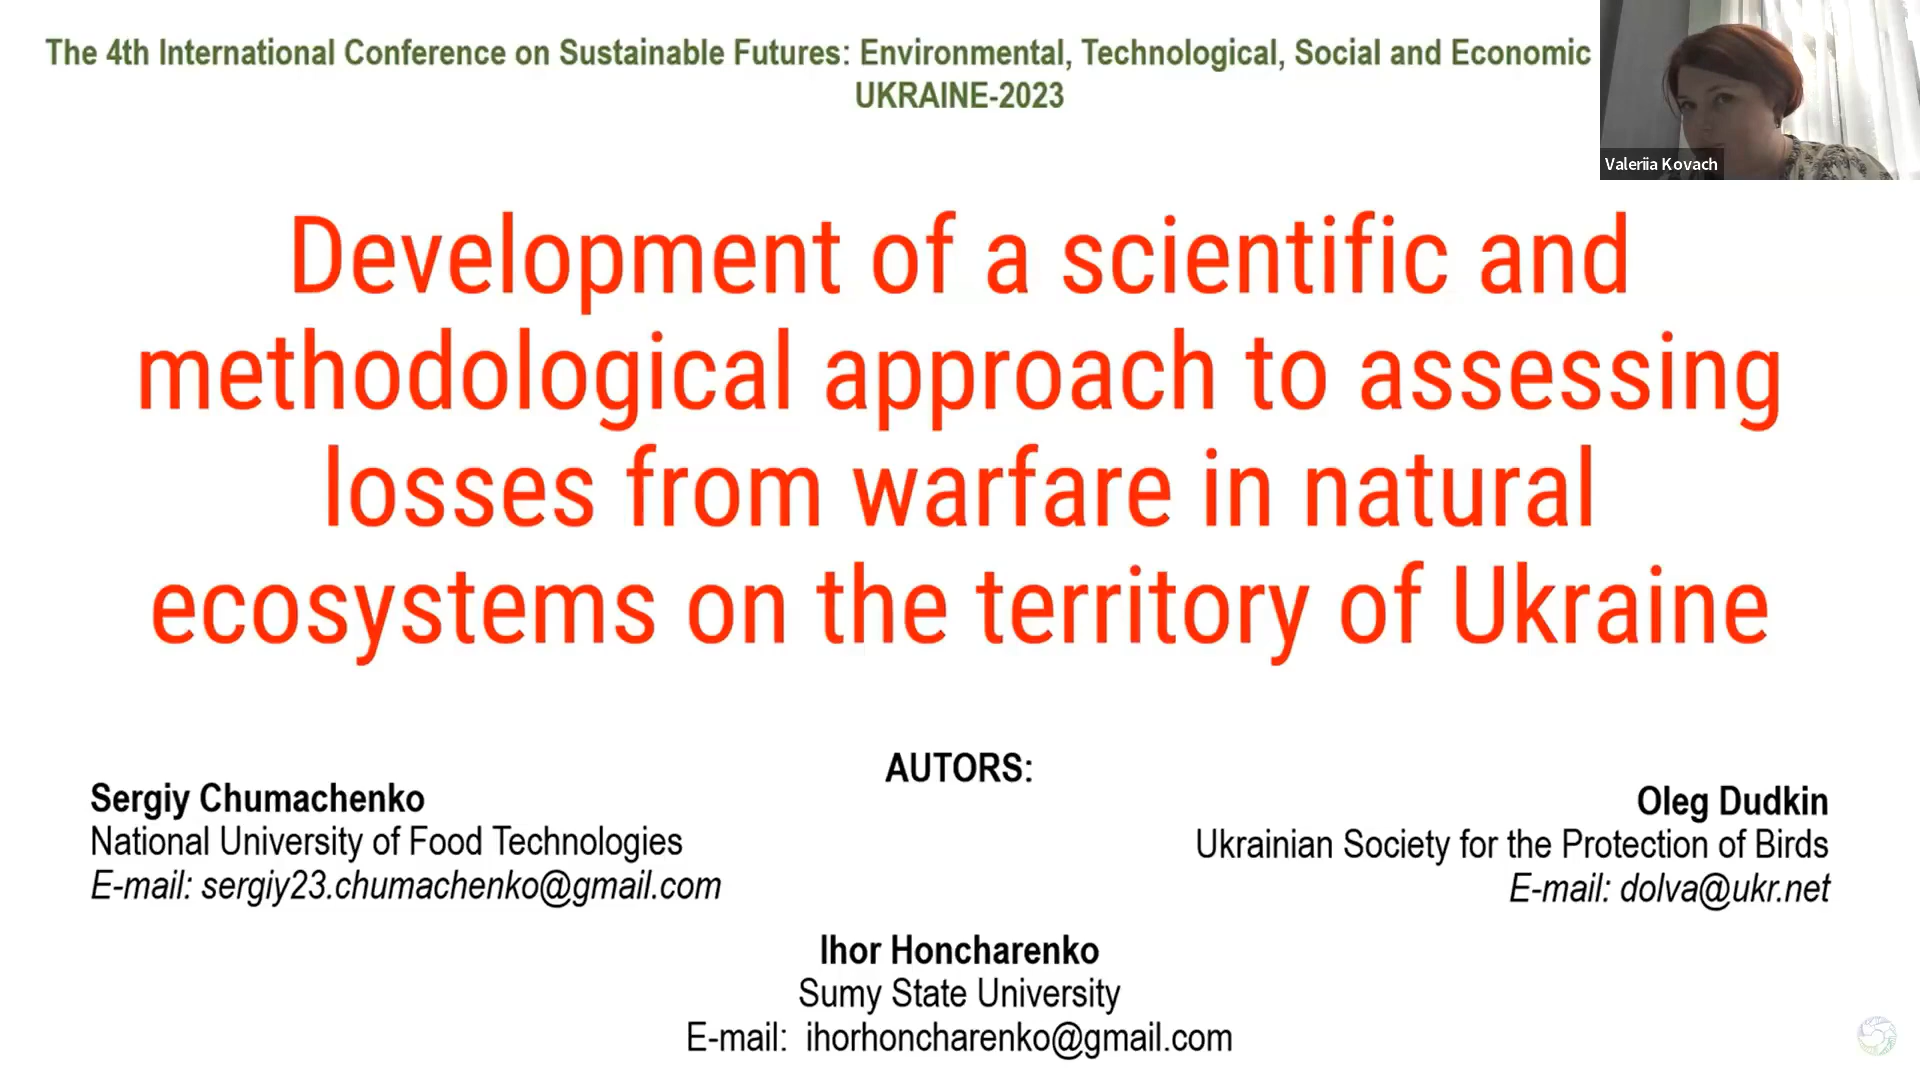 The 4th International Conference on Sustainable Futures: Environmental, Technological, Social and Economic
UKRAINE-2023
Valeriia Kovach
Development of a scientific and
methodological approach to assessing
losses from warfare in natural
ecosystems on the territory of Ukraine
AUTORS:
Sergiy Chumachenko
National University of Food Technologies
E-mail: sergiy23.chumachenko@gmail.com
Oleg Dudkin
Ukrainian Society for the Protection of Birds
E-mail: dolva@ukr.net
Ihor Honcharenko
Sumy State University
E-mail: ihorhoncharenko@gmail.com